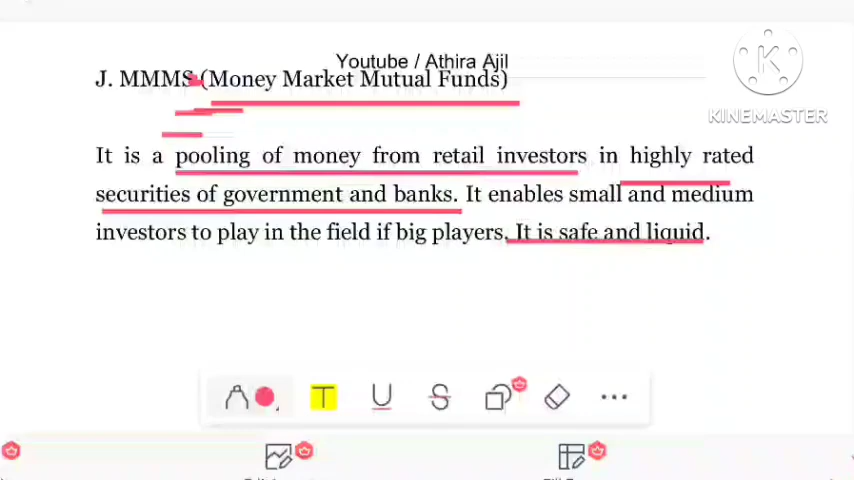 Youtube / Athira Ajil
J. MMMS (Money Market Mutual Funds)
KINEMASTER
It is a pooling of money from retail investors in highly rated
securities of government and banks. It enables small and medium
investors to play in the field if big players. It is safe and liquid.
T U S